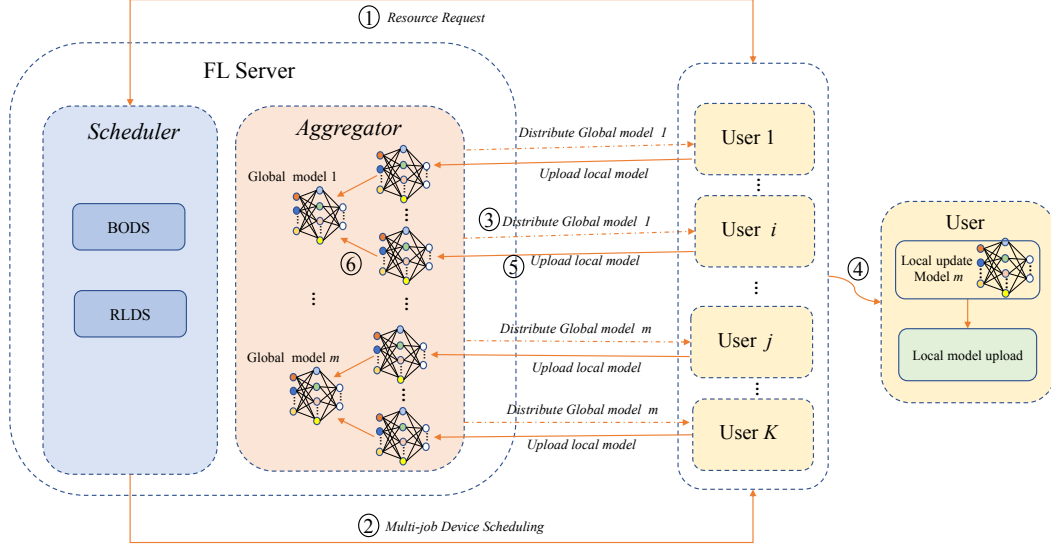 ① Resource Request
FL Server
Scheduler
BODS
RLDS
Aggregator
Global model 1
⑥
...
Global model m
Distribute Global model 1
Upload local model
③ Distribute Global model 1
⑤ Upload local model
Distribute Global model m
Upload local model
Distribute Global model m
Upload local model
User 1
...
User i
...
User j
...
User K
④
User
Local update
Model m
Local model upload
② Multi-job Device Scheduling